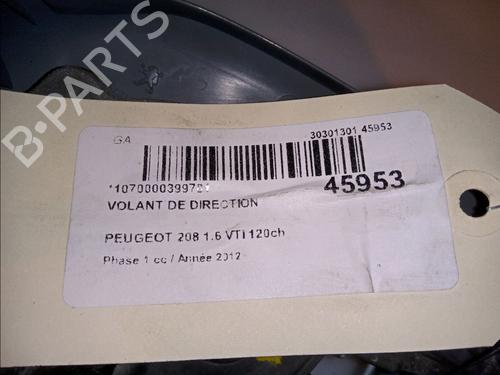 B-PARTS
GA
30301301 45953
45953
VOLANT DE DIRECTION
PEUGEOT 208 1.6 VTI 120ch
Phase 1 cc / Année 2012